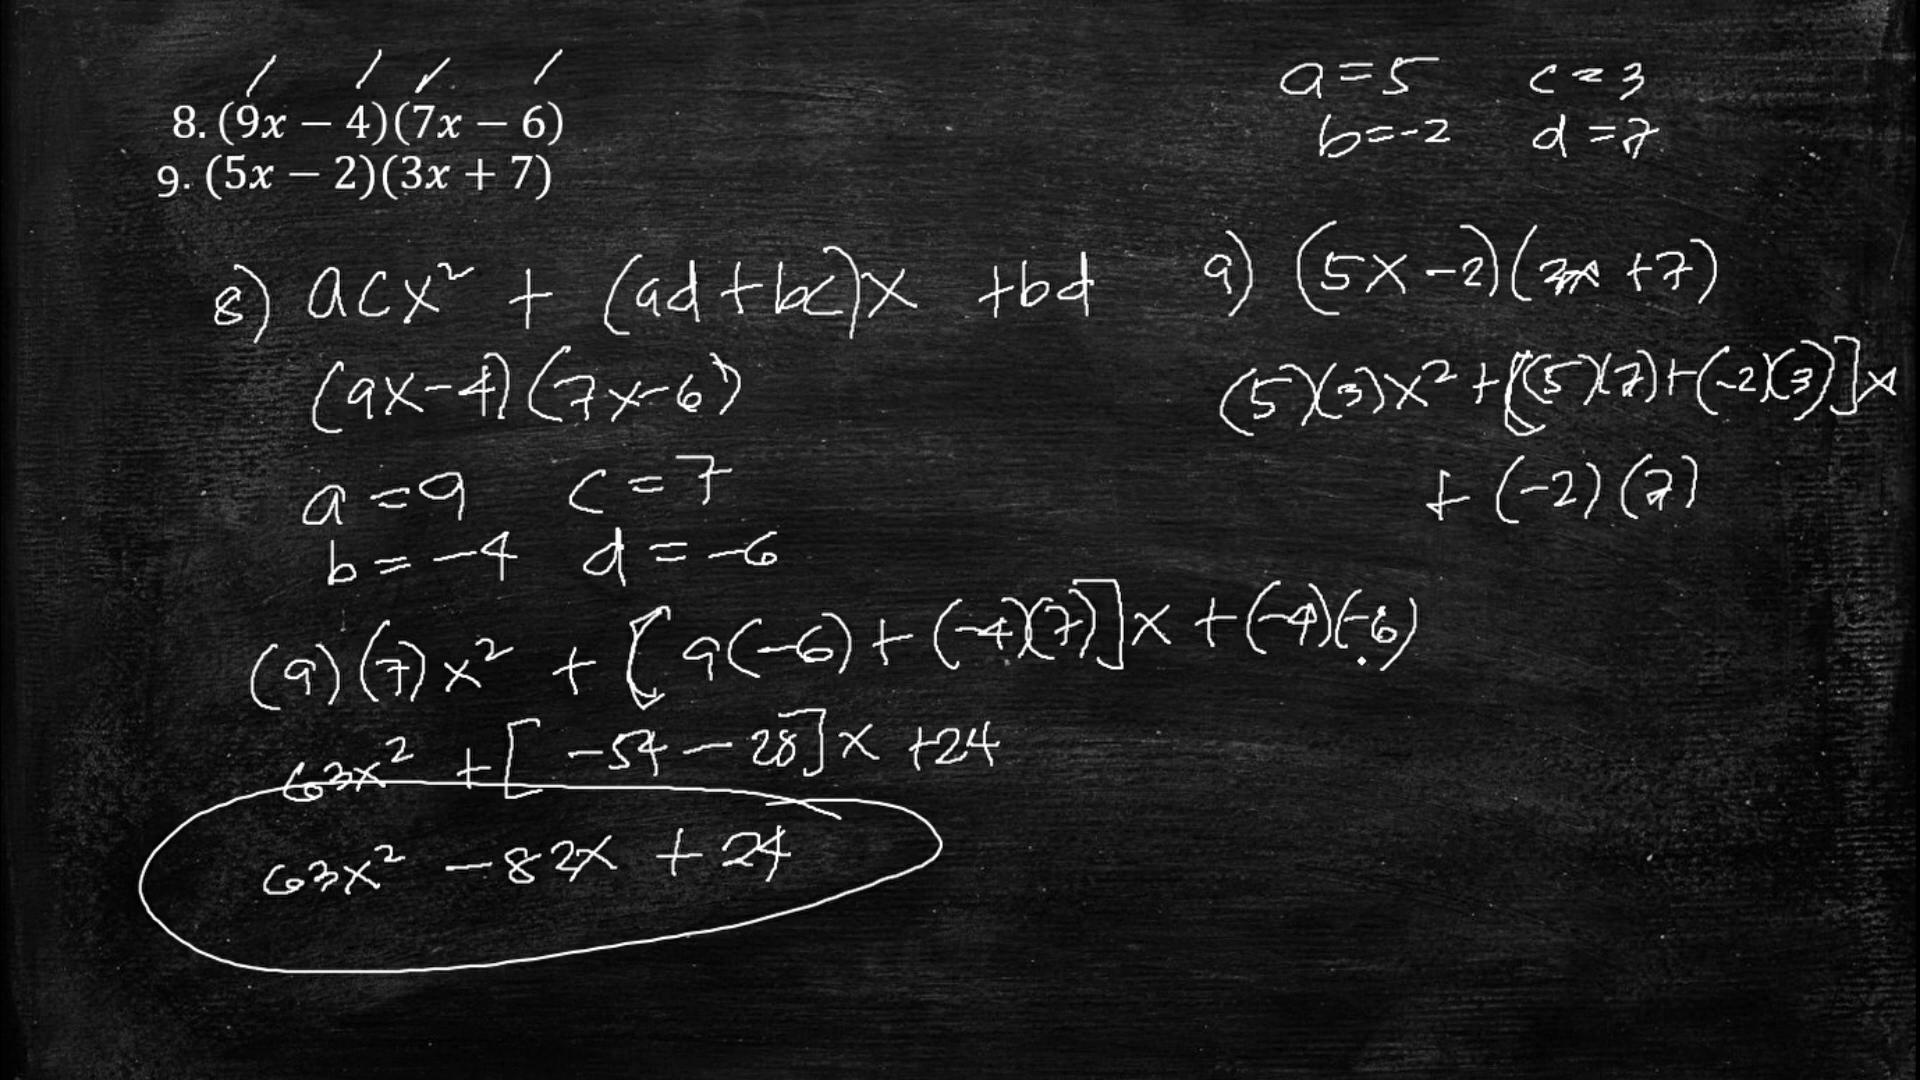 8. (9x − 4)(7x − 6)
9. (5x − 2)(3x + 7)
8) acx² + (ad + bc)x + bd
(9x-4)(7x-6)
a = 9 c = 7
b = -4 d = -6
(9)(7)x² + [9(-6) + (-4)(7)]x + (-4)(-6)
63x² + [-54 - 28]x + 24
63x² - 82x + 24
a = 5 c = 3
b = -2 d = 7
9) (5x - 2)(3x + 7)
(5)(3)x² + [(5)(7) + (-2)(3)]x
+ (-2)(7)